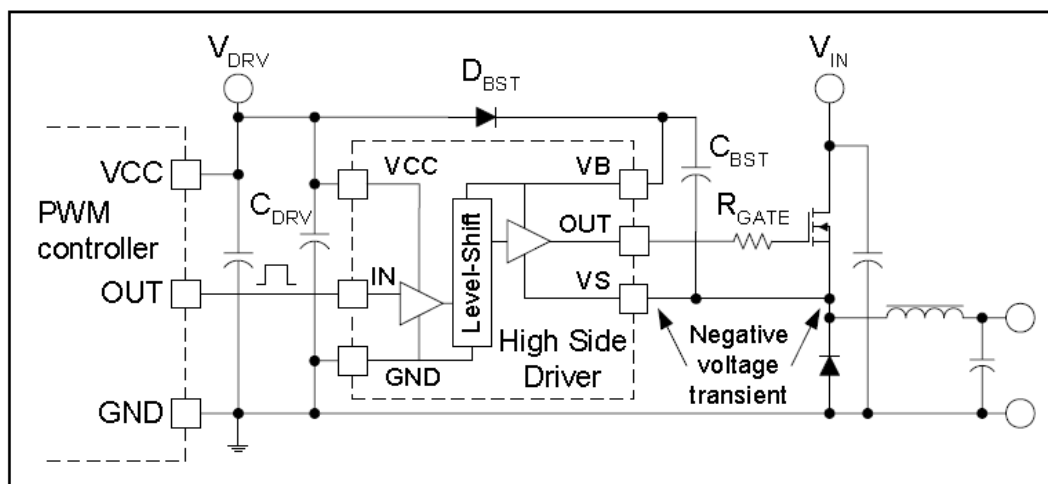 VDRV
VIN
DBST
VCC
VCC
VB
CBST
PWM
controller
CDRV
Level-Shift
OUT
RGATE
OUT
IN
VS
High Side
Driver
Negative
voltage
transient
GND
GND